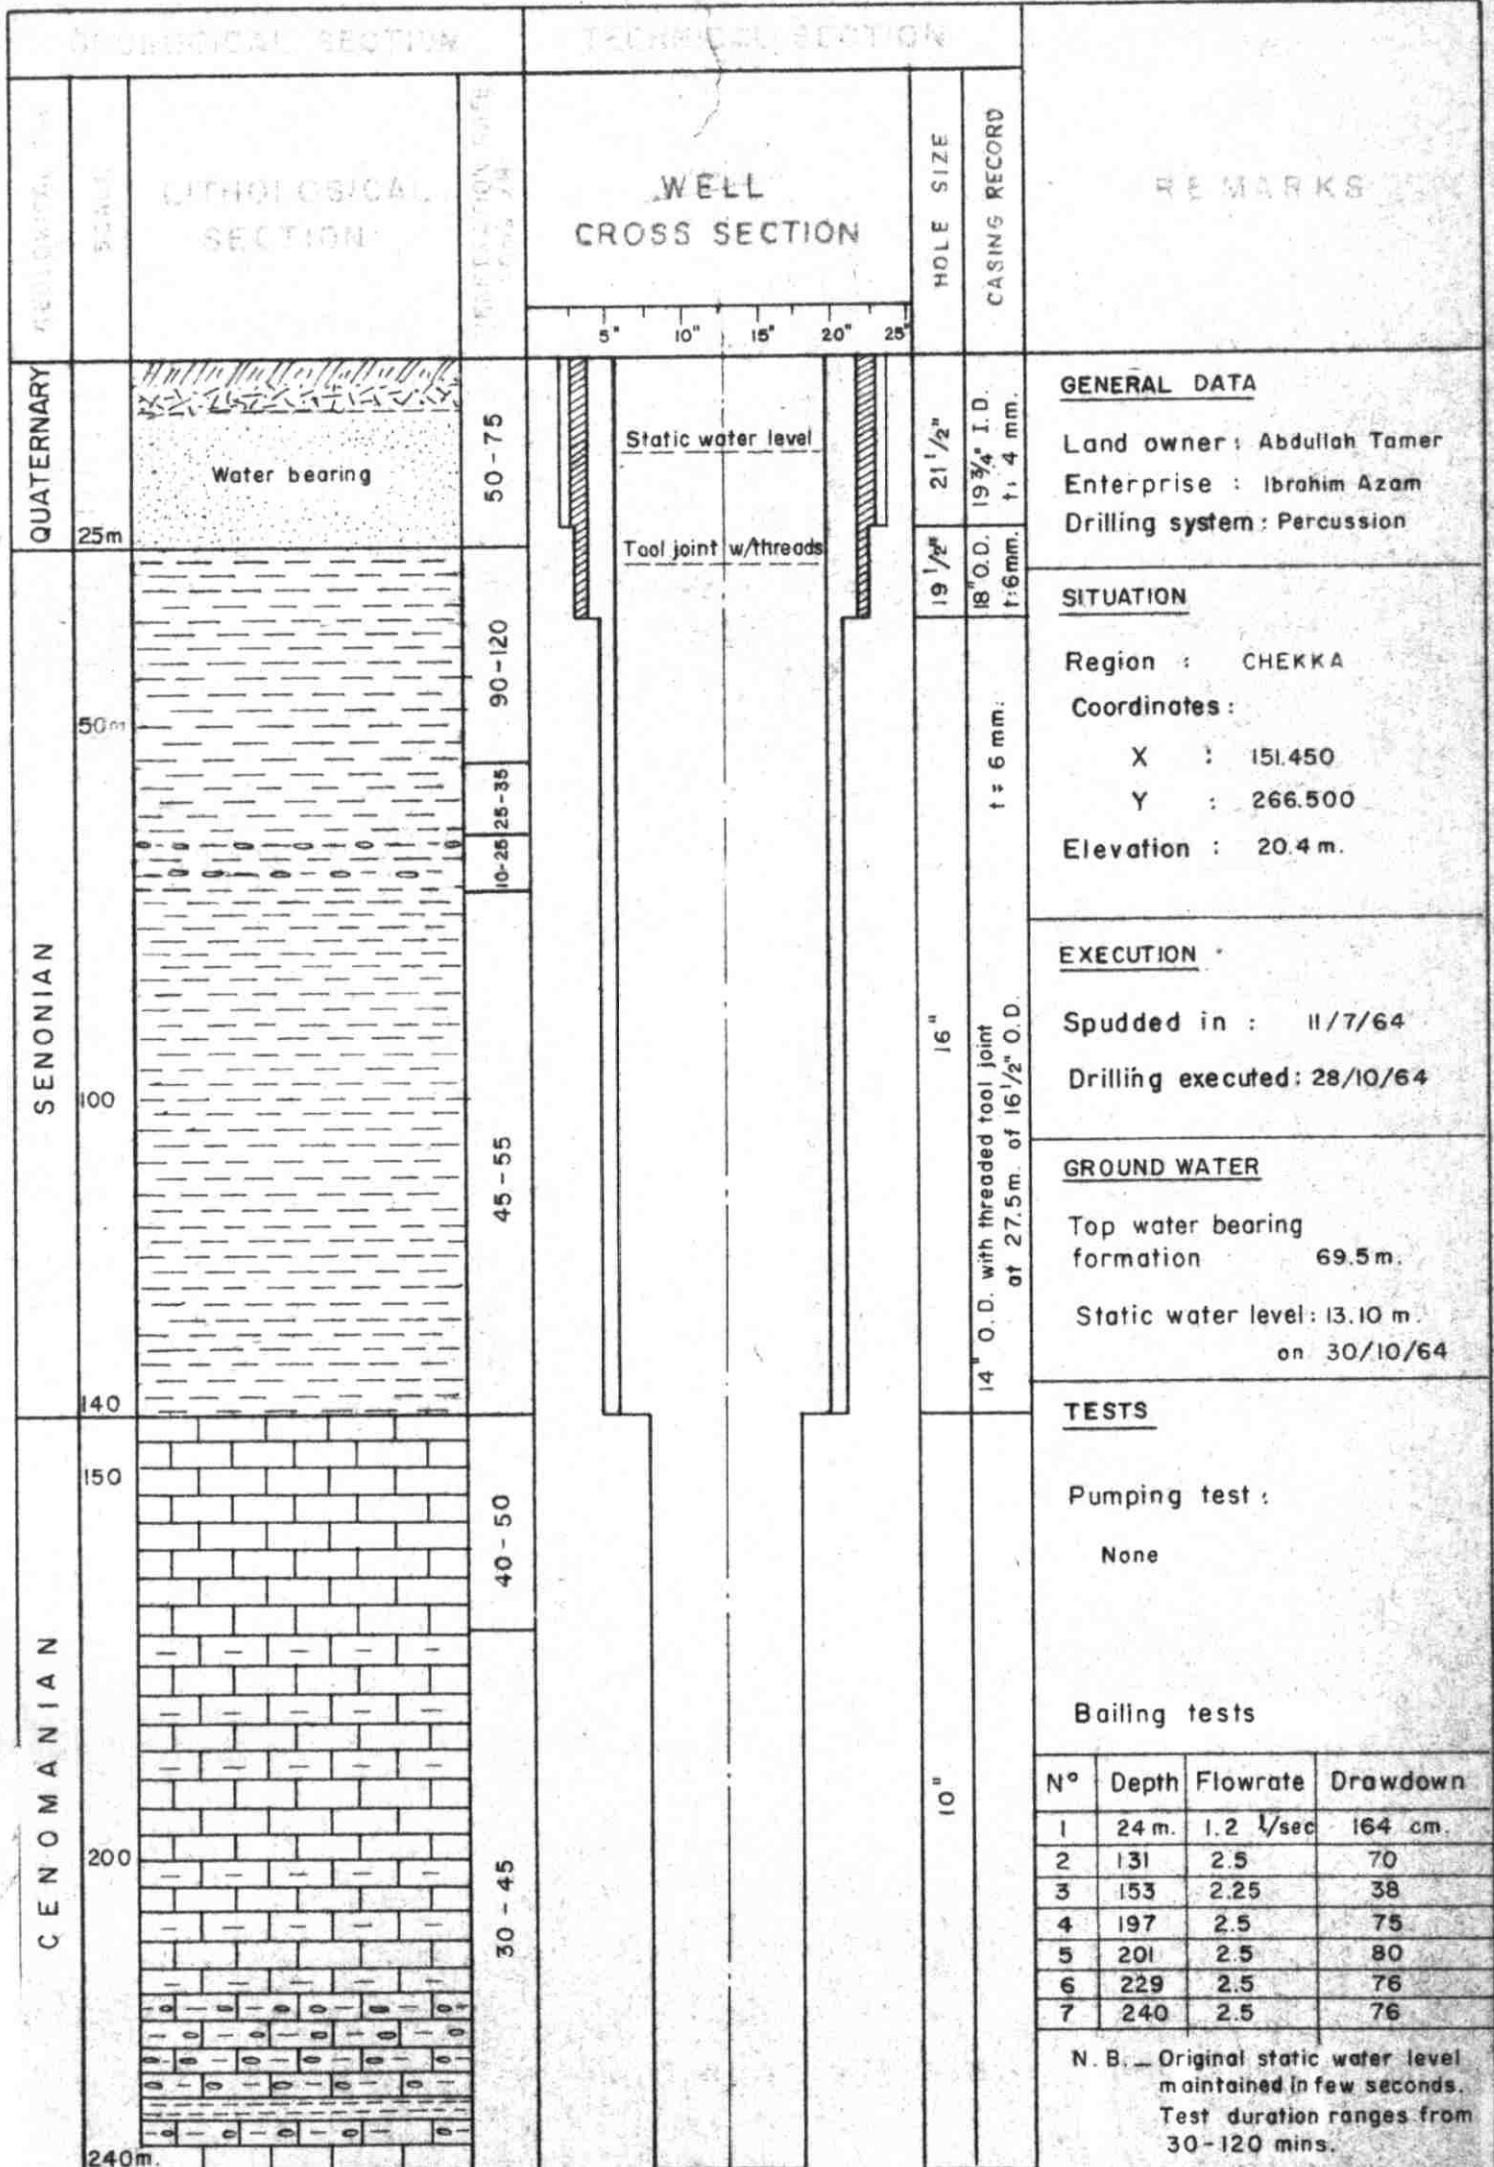 GEOLOGICAL SECTION
TECHNICAL SECTION
SCALE
LITHOLOGICAL
SECTION
WELL
CROSS SECTION
HOLE SIZE
CASING RECORD
REMARKS
5" 10" 15" 20" 25"
QUATERNARY
SENONIAN
CENOMANIAN
25m
50m
100
140
150
200
240m.
Water bearing
50-75
90-120
25-35
10-25
45-55
40-50
30-45
Static water level
Tool joint w/threads
21 1/2"
19 1/2"
16"
10"
19 3/4" I.D.
t: 4 mm.
18" O.D.
t:6mm.
t = 6 mm.
14" O.D. with threaded tool joint
at 27.5m. of 16 1/2" O.D.
GENERAL DATA
Land owner: Abdullah Tamer
Enterprise : Ibrahim Azam
Drilling system: Percussion
SITUATION
Region : CHEKKA
Coordinates:
X : 151.450
Y : 266.500
Elevation : 20.4 m.
EXECUTION
Spudded in : 11/7/64
Drilling executed: 28/10/64
GROUND WATER
Top water bearing
formation 69.5m.
Static water level: 13.10 m.
on 30/10/64
TESTS
Pumping test:
None
Bailing tests
N° Depth Flowrate Drawdown
1 24 m. 1.2 l/sec 164 cm.
2 131 2.5 70
3 153 2.25 38
4 197 2.5 75
5 201 2.5 80
6 229 2.5 76
7 240 2.5 76
N.B._ Original static water level
maintained in few seconds.
Test duration ranges from
30-120 mins.